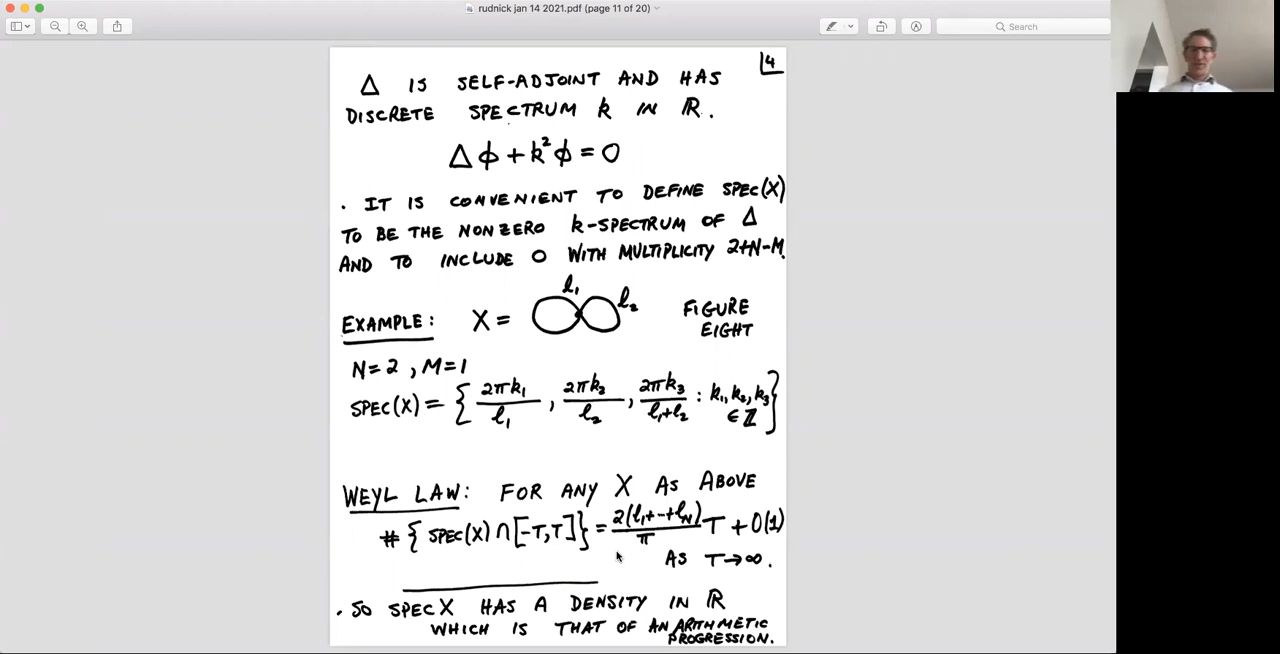 rudnick jan 14 2021.pdf (page 11 of 20)
Search
4
Δ IS SELF-ADJOINT AND HAS
DISCRETE SPECTRUM k IN ℝ.
Δφ + k²φ = 0
· IT IS CONVENIENT TO DEFINE SPEC(X)
TO BE THE NONZERO k-SPECTRUM OF Δ
AND TO INCLUDE 0 WITH MULTIPLICITY 2+N-M.
EXAMPLE: X = l₁ l₂ FIGURE
EIGHT
N=2, M=1
SPEC(X) = { 2πk₁/l₁, 2πk₂/l₂, 2πk₃/(l₁+l₂) : k₁, k₂, k₃ ∈ ℤ }
WEYL LAW: FOR ANY X AS ABOVE
# { SPEC(X) ∩ [-T,T] } = 2(l₁+--+l_N)/π T + O(1)
AS T→∞.
· SO SPEC X HAS A DENSITY IN ℝ
WHICH IS THAT OF AN ARITHMETIC
PROGRESSION.